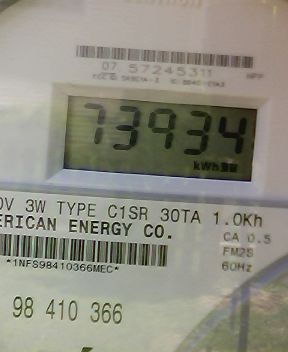 07 57245311
73934
kWh
0V 3W TYPE C1SR 30TA 1.0Kh
ERICAN ENERGY CO.
CA 0.5
FM2S
60Hz
*1NFS98410366MEC*
98 410 366